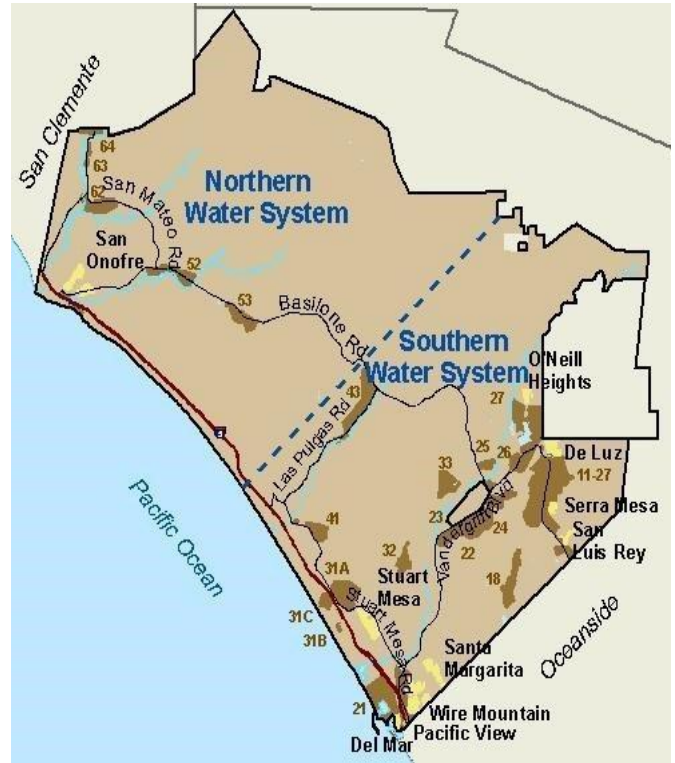 San Clemente
64
63
62
San Mateo Rd
Northern
Water System
San
Onofre
52
53
Basilone Rd
Southern
Water System
O'Neill
Heights
43
27
Las Pulgas Rd
De Luz
25
26
11-27
33
Vandergrift Blvd
Serra Mesa
23
24
San
Luis Rey
41
22
32
Pacific Ocean
31A
Stuart
Mesa
18
31C
31B
Stuart Mesa Rd
Oceanside
Santa
Margarita
21
Wire Mountain
Pacific View
Del Mar